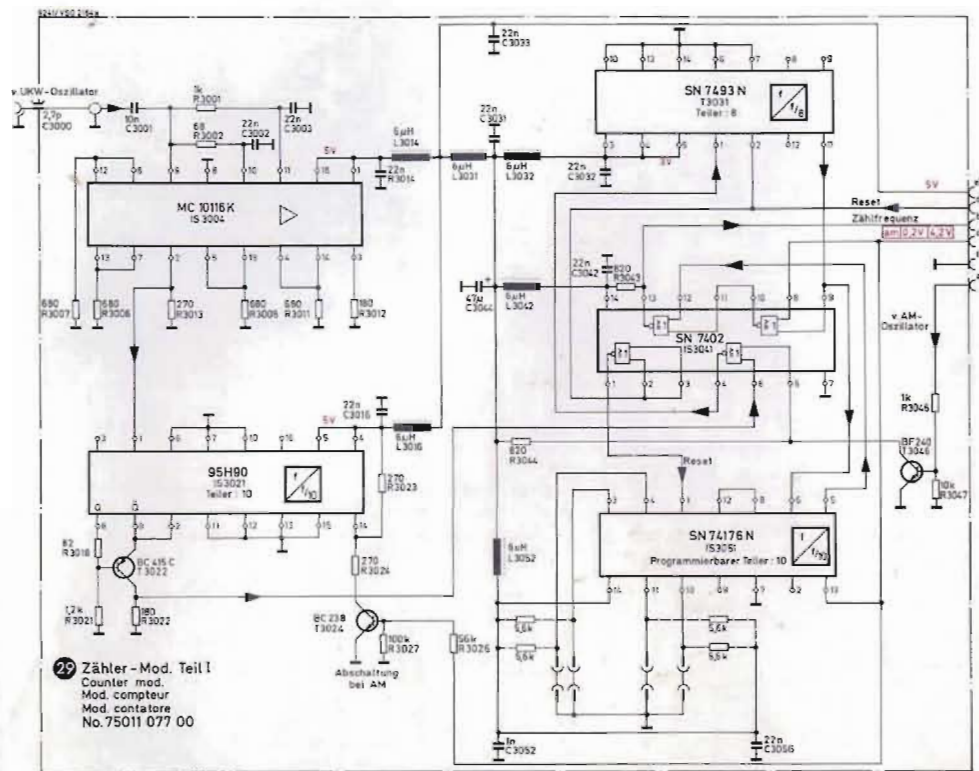 v. UKW-Oszillator
2,7p
C3000
10n
C3001
1k
R3001
68
R3002
22n
C3002
22n
C3003
22n
C3033
22n
C3031
5V
6µH
L3014
22n
R3014
6µH
L3031
6µH
L3032
22n
C3032
SN 7493 N
T3031
Teiler: 8
f
f/8
MC 10116K
IS 3004
680
R3007
680
R3006
270
R3013
680
R3005
680
R3011
180
R3012
47µ
C3044
6µH
L3042
22n
C3042
820
R3043
5V
Reset
Zählfrequenz
am 0,2V 4,2V
SN 7402
IS3041
v. AM-
Oszillator
1k
R3046
BF 240
T3046
10k
R3047
22n
C3016
5V
6µH
L3016
95H90
IS3021
Teiler: 10
f
f/10
270
R3023
820
R3044
Reset
82
R3018
BC 415 C
T3022
1,2k
R3021
180
R3022
270
R3024
BC 238
T3024
100k
R3027
56k
R3026
Abschaltung
bei AM
6µH
L3052
SN 74176 N
IS3051
Programmierbarer Teiler: 10
f
f/10
5,6k
5,6k
5,6k
5,6k
1n
C3052
22n
C3056
29 Zähler-Mod. Teil I
Counter mod.
Mod. compteur
Mod. contatore
No. 75011 077 00